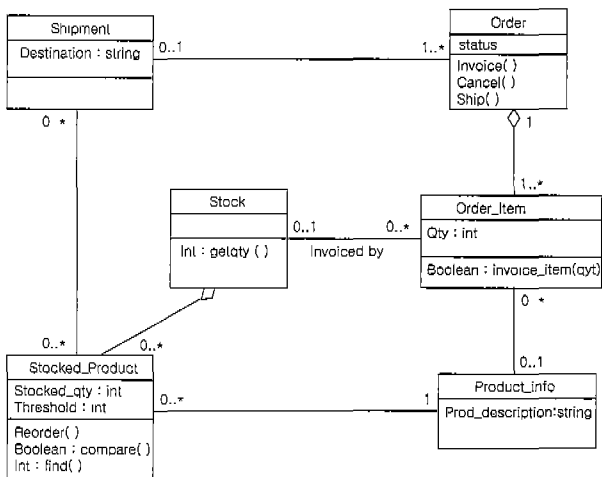 Shipment
Destination : string
0..1
1..*
Order
status
Invoice( )
Cancel( )
Ship( )
1
0 *
1..*
Stock
Int : getqty ( )
0..1
0..*
Invoiced by
Order_Item
Qty : int
Boolean : invoice_item(qyt)
0 *
0..*
0..*
0..1
Stocked_Product
Stocked_qty : int
Threshold : int
Reorder( )
Boolean : compare( )
Int : find( )
0..*
1
Product_info
Prod_description:string